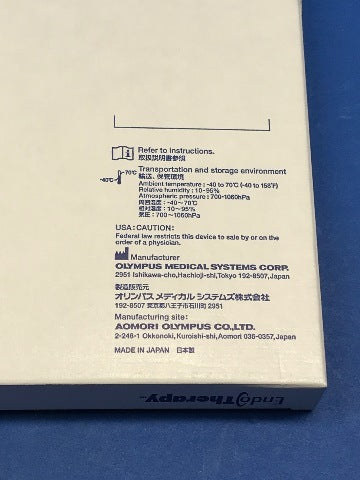 Refer to instructions.
取扱説明書参照
Transportation and storage environment
輸送、保管環境
-40℃ 70℃
Ambient temperature : -40 to 70℃ (-40 to 158°F)
Relative humidity : 10-95%
Atmospheric pressure : 700-1060hPa
周囲温度 : -40～70℃
相対湿度 : 10～95%
気圧 : 700～1060hPa
USA: CAUTION:
Federal law restricts this device to sale by or on the
order of a physician.
Manufacturer
OLYMPUS MEDICAL SYSTEMS CORP.
2951 Ishikawa-cho, Hachioji-shi, Tokyo 192-8507, Japan
製造販売元
オリンパス メディカル システムズ株式会社
192-8507 東京都八王子市石川町 2951
Manufacturing site:
AOMORI OLYMPUS CO., LTD.
2-248-1 Okkonoki, Kuroishi-shi, Aomori 036-0357, Japan
MADE IN JAPAN 日本製
EndoTherapy